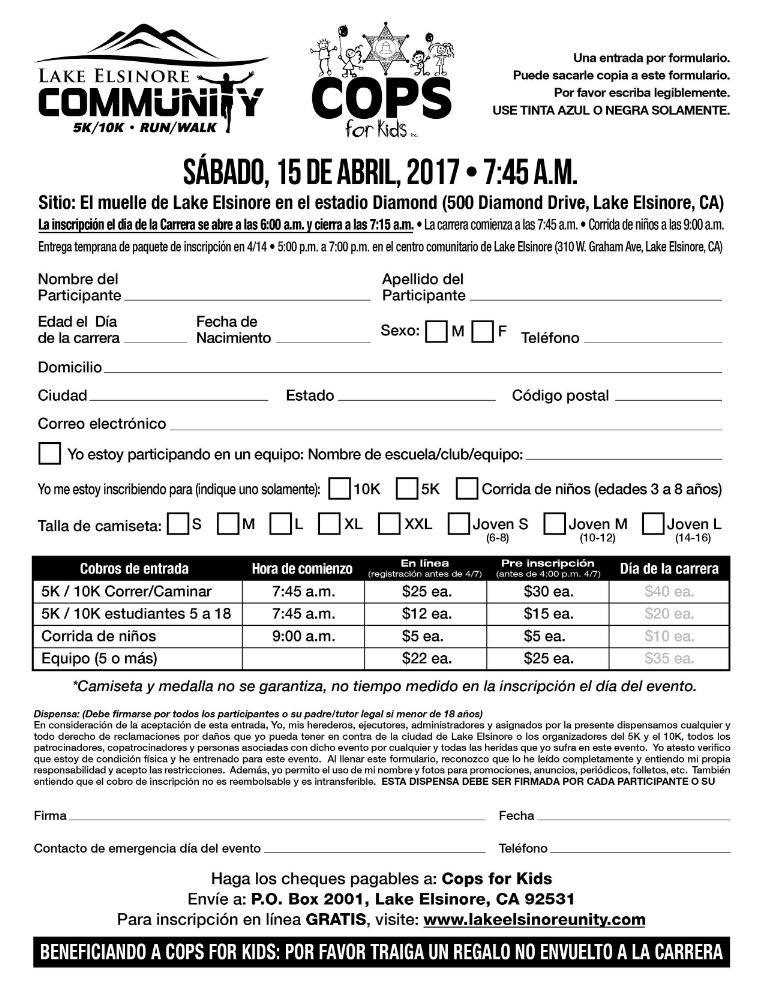 LAKE ELSINORE
COMMUNITY
5K/10K • RUN/WALK
COPS
for Kids INC.
Una entrada por formulario.
Puede sacarle copia a este formulario.
Por favor escriba legiblemente.
USE TINTA AZUL O NEGRA SOLAMENTE.
SÁBADO, 15 DE ABRIL, 2017 • 7:45 A.M.
Sitio: El muelle de Lake Elsinore en el estadio Diamond (500 Diamond Drive, Lake Elsinore, CA)
La inscripción el día de la Carrera se abre a las 6:00 a.m. y cierra a las 7:15 a.m. • La carrera comienza a las 7:45 a.m. • Corrida de niños a las 9:00 a.m.
Entrega temprana de paquete de inscripción en 4/14 • 5:00 p.m. a 7:00 p.m. en el centro comunitario de Lake Elsinore (310 W. Graham Ave, Lake Elsinore, CA)
Nombre del Apellido del
Participante Participante
Edad el Día Fecha de
de la carrera Nacimiento Sexo: M F Teléfono
Domicilio
Ciudad Estado Código postal
Correo electrónico
Yo estoy participando en un equipo: Nombre de escuela/club/equipo:
Yo me estoy inscribiendo para (indique uno solamente): 10K 5K Corrida de niños (edades 3 a 8 años)
Talla de camiseta: S M L XL XXL Joven S Joven M Joven L
(6-8) (10-12) (14-16)
Cobros de entrada Hora de comienzo En línea (registración antes de 4/7) Pre inscripción (antes de 4:00 p.m. 4/7) Día de la carrera
5K / 10K Correr/Caminar 7:45 a.m. $25 ea. $30 ea. $40 ea.
5K / 10K estudiantes 5 a 18 7:45 a.m. $12 ea. $15 ea. $20 ea.
Corrida de niños 9:00 a.m. $5 ea. $5 ea. $10 ea.
Equipo (5 o más) $22 ea. $25 ea. $35 ea.
*Camiseta y medalla no se garantiza, no tiempo medido en la inscripción el día del evento.
Dispensa: (Debe firmarse por todos los participantes o su padre/tutor legal si menor de 18 años)
En consideración de la aceptación de esta entrada, Yo, mis herederos, ejecutores, administradores y asignados por la presente dispensamos cualquier y
todo derecho de reclamaciones por daños que yo pueda tener en contra de la ciudad de Lake Elsinore o los organizadores del 5K y el 10K, todos los
patrocinadores, copatrocinadores y personas asociadas con dicho evento por cualquier y todas las heridas que yo sufra en este evento. Yo atesto verifico
que estoy de condición física y he entrenado para este evento. Al llenar este formulario, reconozco que lo he leído completamente y entiendo mi propia
responsabilidad y acepto las restricciones. Además, yo permito el uso de mi nombre y fotos para promociones, anuncios, periódicos, folletos, etc. También
entiendo que el cobro de inscripción no es reembolsable y es intransferible. ESTA DISPENSA DEBE SER FIRMADA POR CADA PARTICIPANTE O SU
Firma Fecha
Contacto de emergencia día del evento Teléfono
Haga los cheques pagables a: Cops for Kids
Envíe a: P.O. Box 2001, Lake Elsinore, CA 92531
Para inscripción en línea GRATIS, visite: www.lakeelsinoreunity.com
BENEFICIANDO A COPS FOR KIDS: POR FAVOR TRAIGA UN REGALO NO ENVUELTO A LA CARRERA